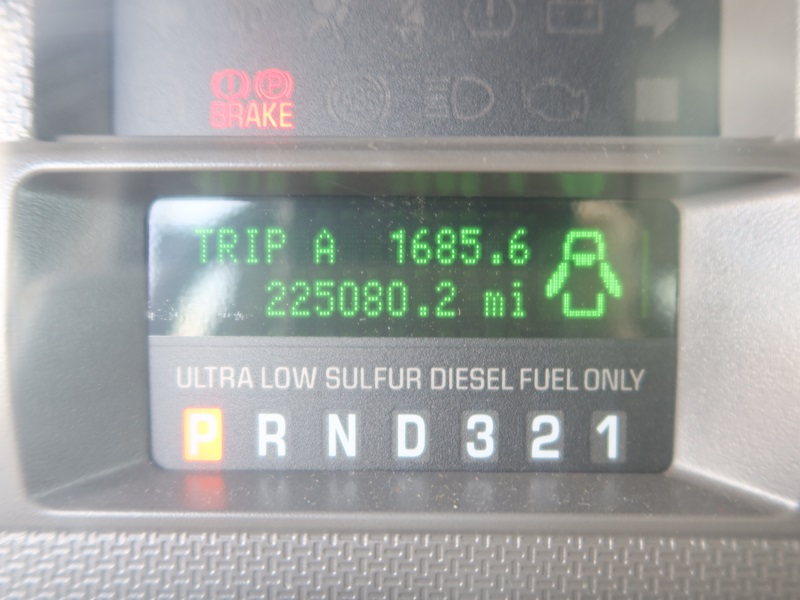 BRAKE
TRIP A 1685.6
225080.2 mi
ULTRA LOW SULFUR DIESEL FUEL ONLY
P R N D 3 2 1